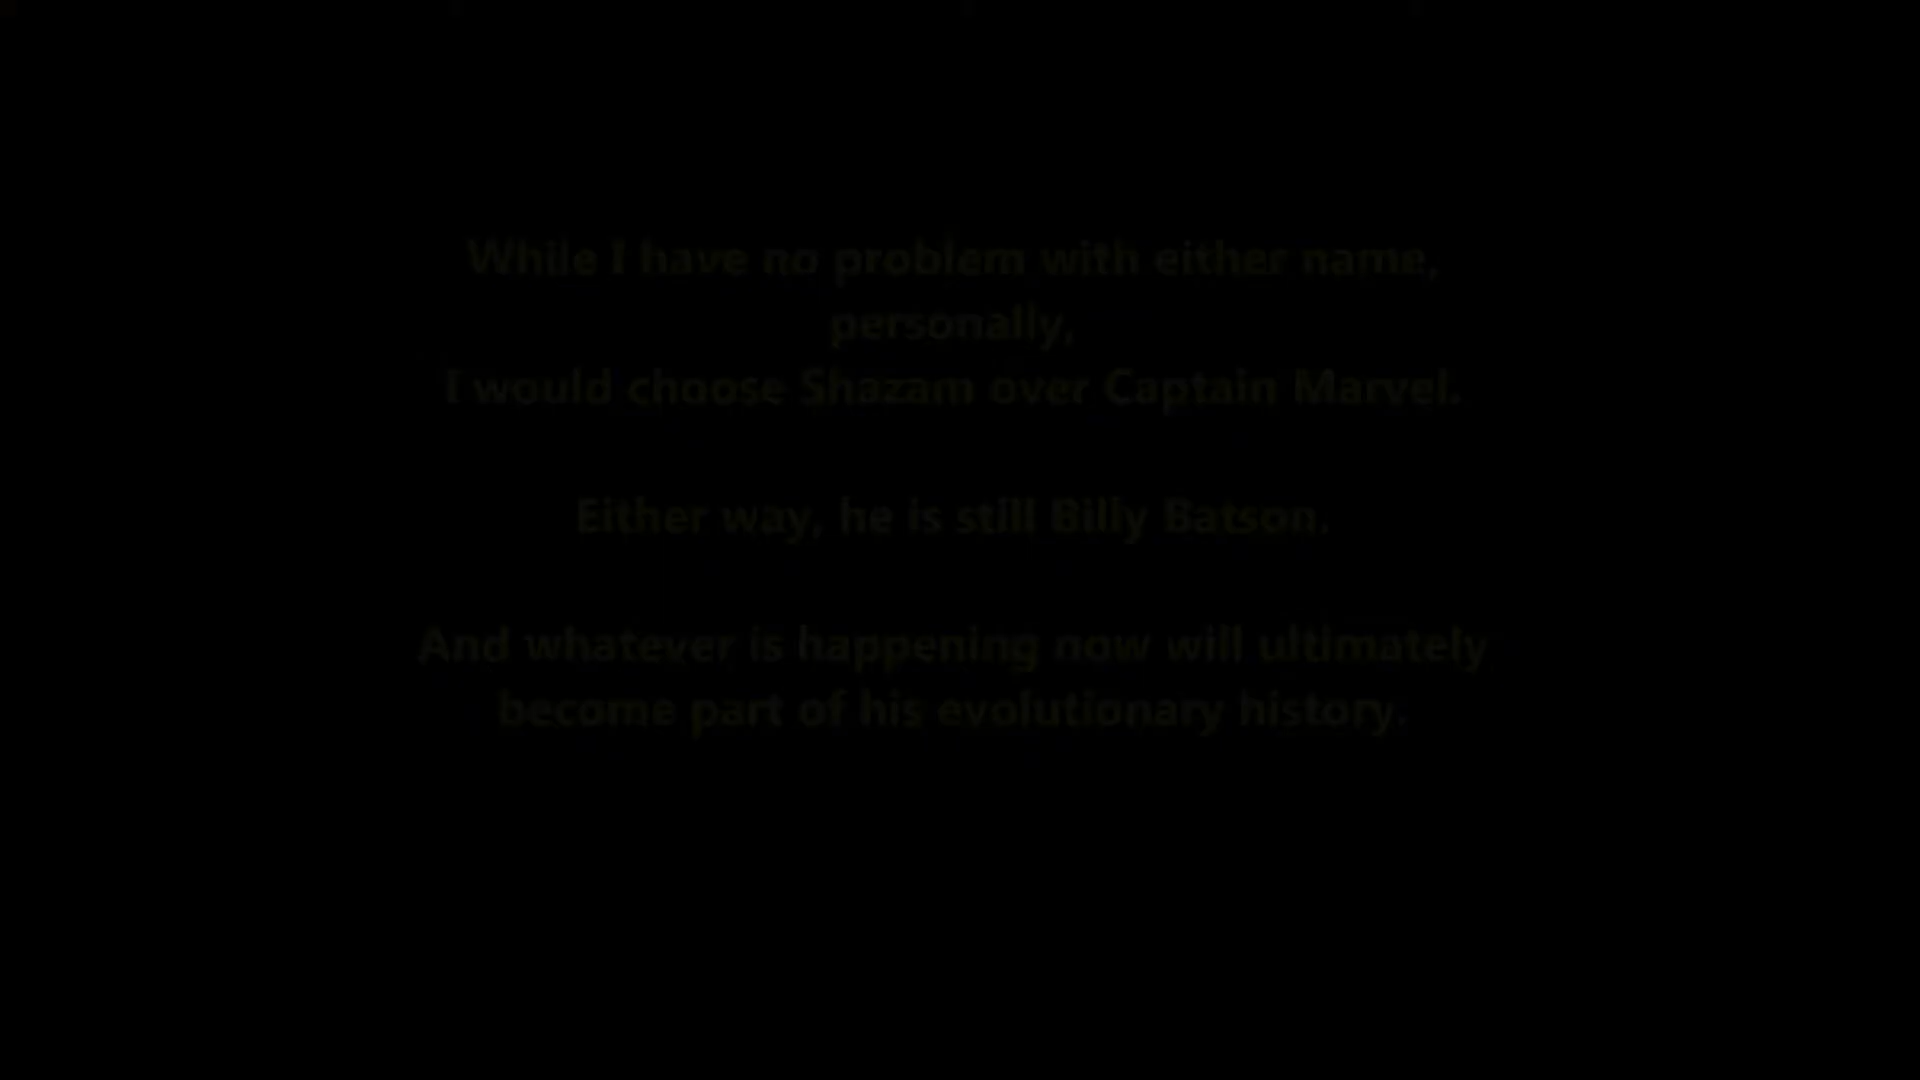 While I have no problem with either name,
personally,
I would choose Shazam over Captain Marvel.
Either way, he is still Billy Batson.
And whatever is happening now will ultimately
become part of his evolutionary history.